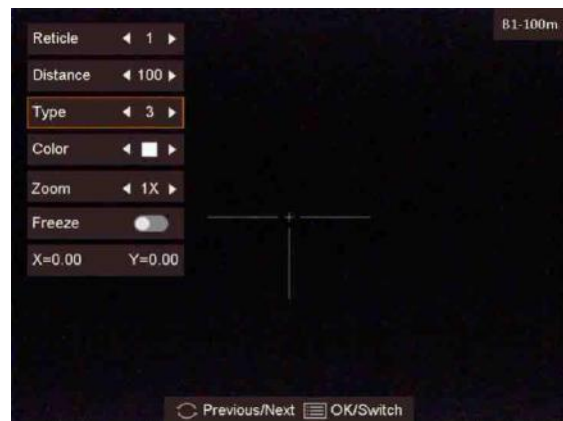 B1-100m
Reticle 1
Distance 100
Type 3
Color
Zoom 1X
Freeze
X=0.00 Y=0.00
Previous/Next OK/Switch